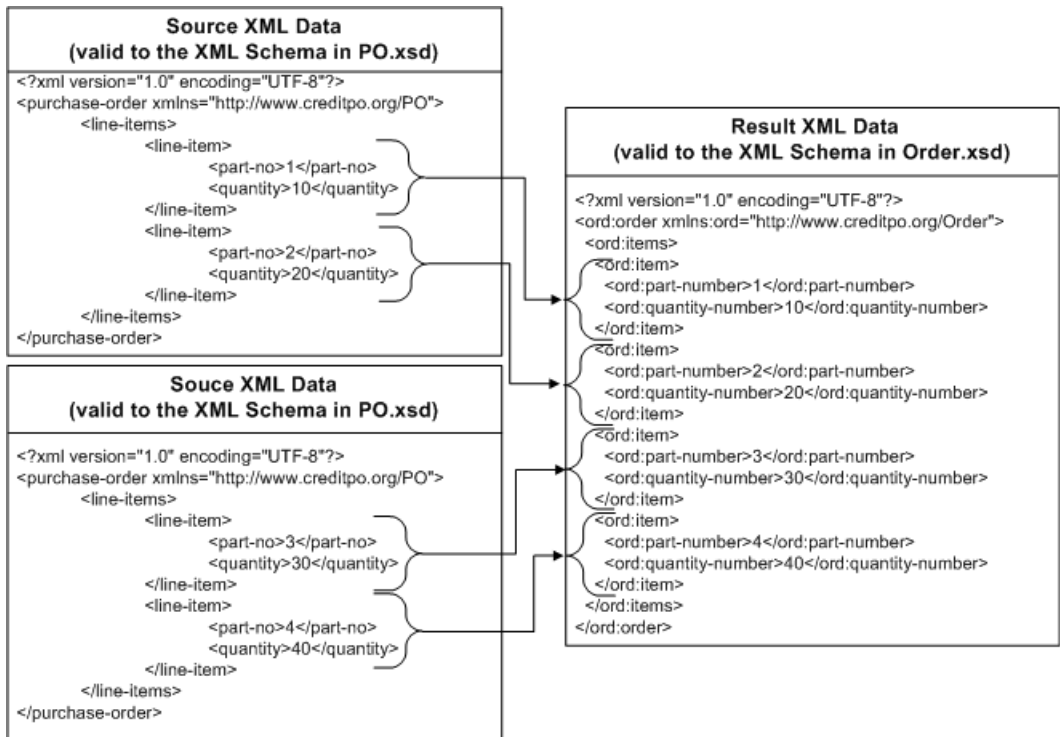 Source XML Data
(valid to the XML Schema in PO.xsd)
<?xml version="1.0" encoding="UTF-8"?>
<purchase-order xmlns="http://www.creditpo.org/PO">
<line-items>
<line-item>
<part-no>1</part-no>
<quantity>10</quantity>
</line-item>
<line-item>
<part-no>2</part-no>
<quantity>20</quantity>
</line-item>
</line-items>
</purchase-order>
Souce XML Data
(valid to the XML Schema in PO.xsd)
<?xml version="1.0" encoding="UTF-8"?>
<purchase-order xmlns="http://www.creditpo.org/PO">
<line-items>
<line-item>
<part-no>3</part-no>
<quantity>30</quantity>
</line-item>
<line-item>
<part-no>4</part-no>
<quantity>40</quantity>
</line-item>
</line-items>
</purchase-order>
Result XML Data
(valid to the XML Schema in Order.xsd)
<?xml version="1.0" encoding="UTF-8"?>
<ord:order xmlns:ord="http://www.creditpo.org/Order">
<ord:items>
<ord:item>
<ord:part-number>1</ord:part-number>
<ord:quantity-number>10</ord:quantity-number>
</ord:item>
<ord:item>
<ord:part-number>2</ord:part-number>
<ord:quantity-number>20</ord:quantity-number>
</ord:item>
<ord:item>
<ord:part-number>3</ord:part-number>
<ord:quantity-number>30</ord:quantity-number>
</ord:item>
<ord:item>
<ord:part-number>4</ord:part-number>
<ord:quantity-number>40</ord:quantity-number>
</ord:item>
</ord:items>
</ord:order>